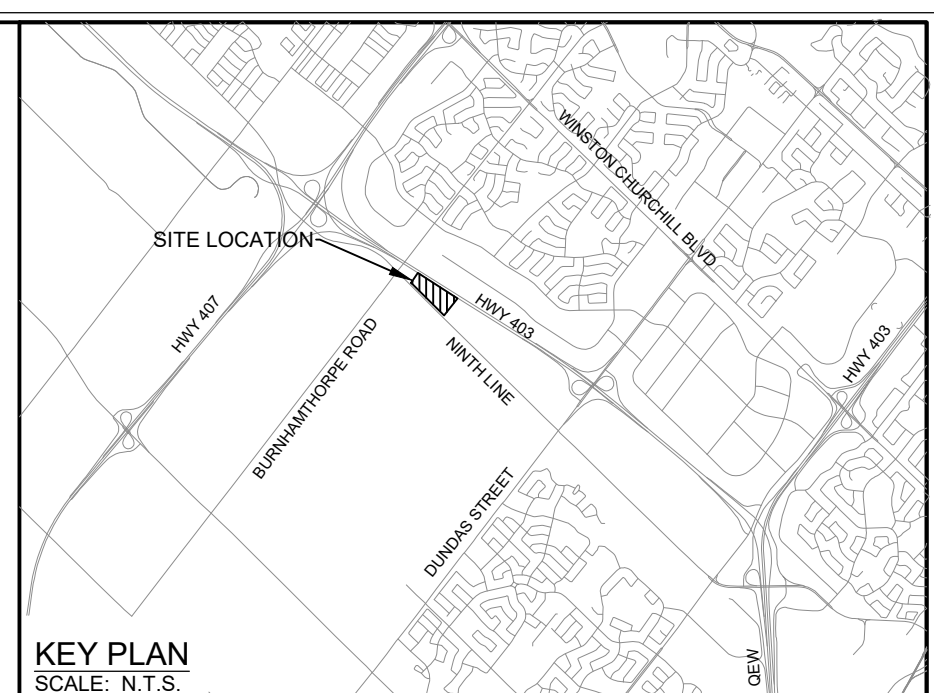 WINSTON CHURCHILL BLVD
SITE LOCATION
HWY 407
HWY 403
HWY 403
BURNHAMTHORPE ROAD
NINTH LINE
DUNDAS STREET
QEW
KEY PLAN
SCALE: N.T.S.